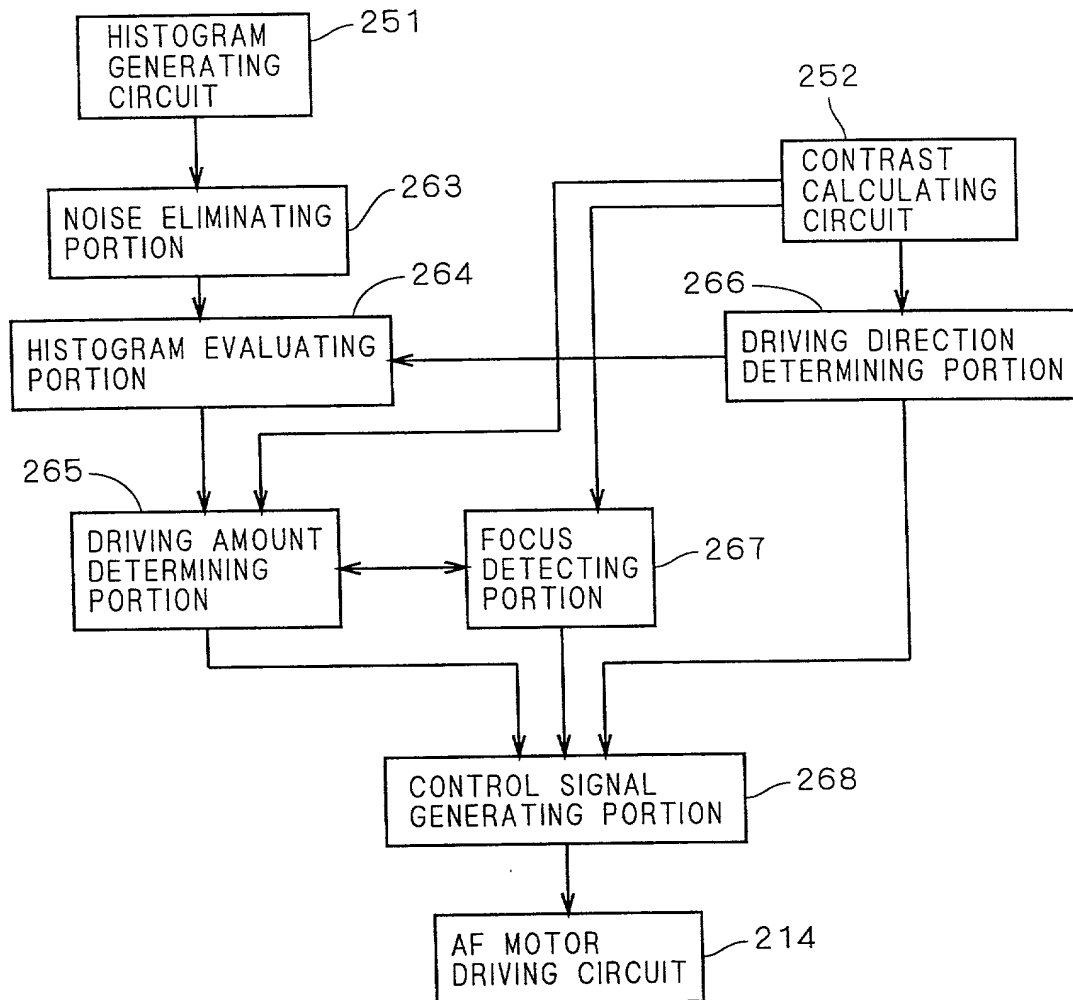 HISTOGRAM
GENERATING
CIRCUIT
251
252
CONTRAST
CALCULATING
CIRCUIT
263
NOISE ELIMINATING
PORTION
264
266
HISTOGRAM EVALUATING
PORTION
DRIVING DIRECTION
DETERMINING PORTION
265
DRIVING AMOUNT
DETERMINING
PORTION
FOCUS
DETECTING
PORTION
267
CONTROL SIGNAL
GENERATING PORTION
268
AF MOTOR
DRIVING CIRCUIT
214